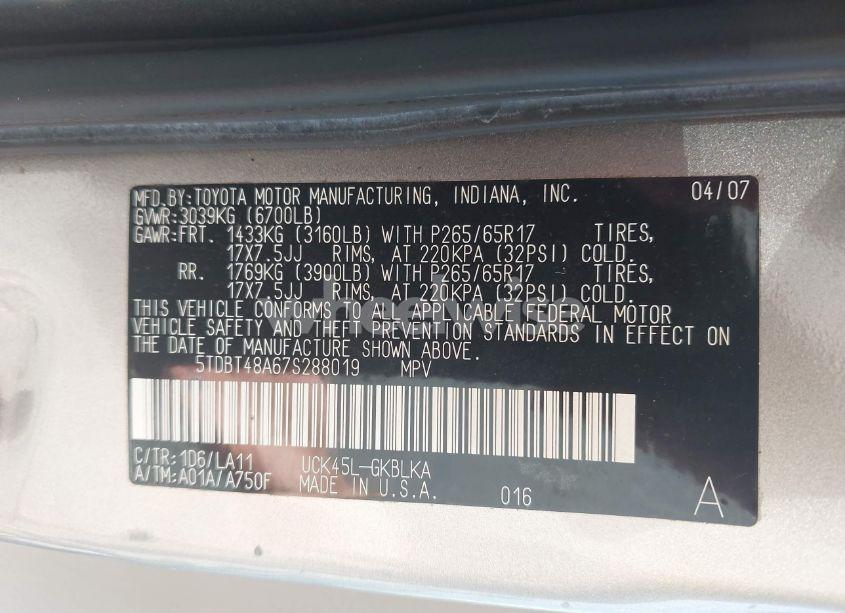 MFD.BY:TOYOTA MOTOR MANUFACTURING, INDIANA, INC. 04/07
GVWR:3039KG (6700LB)
GAWR:FRT. 1433KG (3160LB) WITH P265/65R17 TIRES,
17X7.5JJ RIMS, AT 220KPA (32PSI) COLD.
RR. 1769KG (3900LB) WITH P265/65R17 TIRES,
17X7.5JJ RIMS, AT 220KPA (32PSI) COLD.
THIS VEHICLE CONFORMS TO ALL APPLICABLE FEDERAL MOTOR
VEHICLE SAFETY AND THEFT PREVENTION STANDARDS IN EFFECT ON
THE DATE OF MANUFACTURE SHOWN ABOVE.
5TDBT48A67S288019 MPV
C/TR:1D6/LA11 UCK45L-GKBLKA
A/TM:A01A/A750F MADE IN U.S.A. 016 A
wheelwise